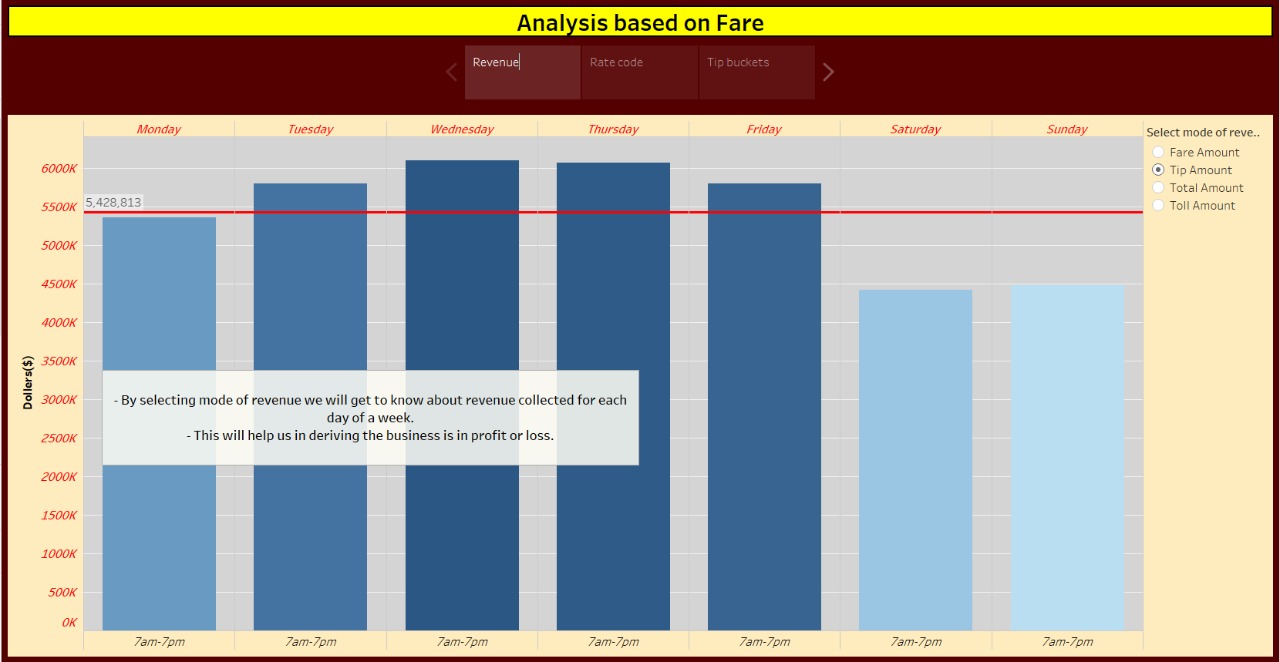 Analysis based on Fare
Revenue
Rate code
Tip buckets
Monday
Tuesday
Wednesday
Thursday
Friday
Saturday
Sunday
Select mode of reve..
Fare Amount
Tip Amount
Total Amount
Toll Amount
6000K
5,428,813
5500K
5000K
4500K
4000K
3500K
3000K
2500K
2000K
1500K
1000K
500K
0K
Dollers($)
- By selecting mode of revenue we will get to know about revenue collected for each
day of a week.
- This will help us in deriving the business is in profit or loss.
7am-7pm
7am-7pm
7am-7pm
7am-7pm
7am-7pm
7am-7pm
7am-7pm